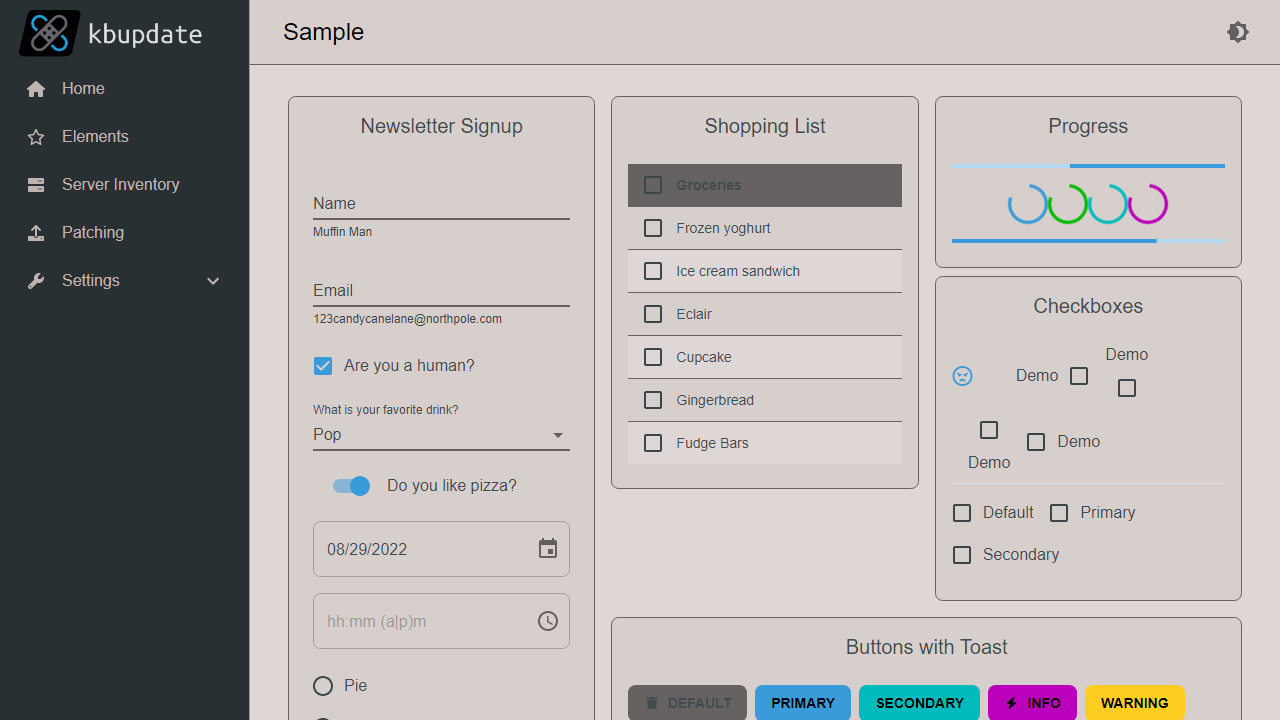 kbupdate
Home
Elements
Server Inventory
Patching
Settings
Sample
Newsletter Signup
Name
Muffin Man
Email
123candycanelane@northpole.com
Are you a human?
What is your favorite drink?
Pop
Do you like pizza?
08/29/2022
hh:mm (a|p)m
Pie
Shopping List
Groceries
Frozen yoghurt
Ice cream sandwich
Eclair
Cupcake
Gingerbread
Fudge Bars
Progress
Checkboxes
Demo
Demo
Demo
Demo
Default Primary
Secondary
Buttons with Toast
DEFAULT PRIMARY SECONDARY INFO WARNING